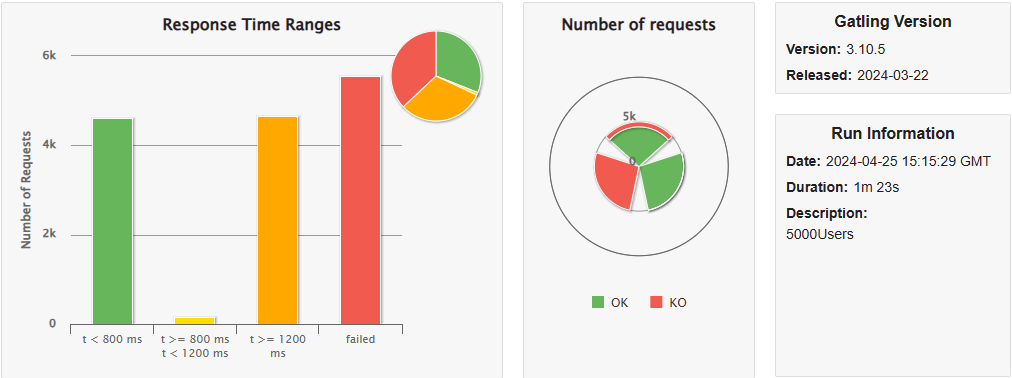 Response Time Ranges
Number of Requests
6k
4k
2k
0
t < 800 ms
t >= 800 ms
t < 1200 ms
t >= 1200
ms
failed
Number of requests
5k
0
OK
KO
Gatling Version
Version: 3.10.5
Released: 2024-03-22
Run Information
Date: 2024-04-25 15:15:29 GMT
Duration: 1m 23s
Description:
5000Users